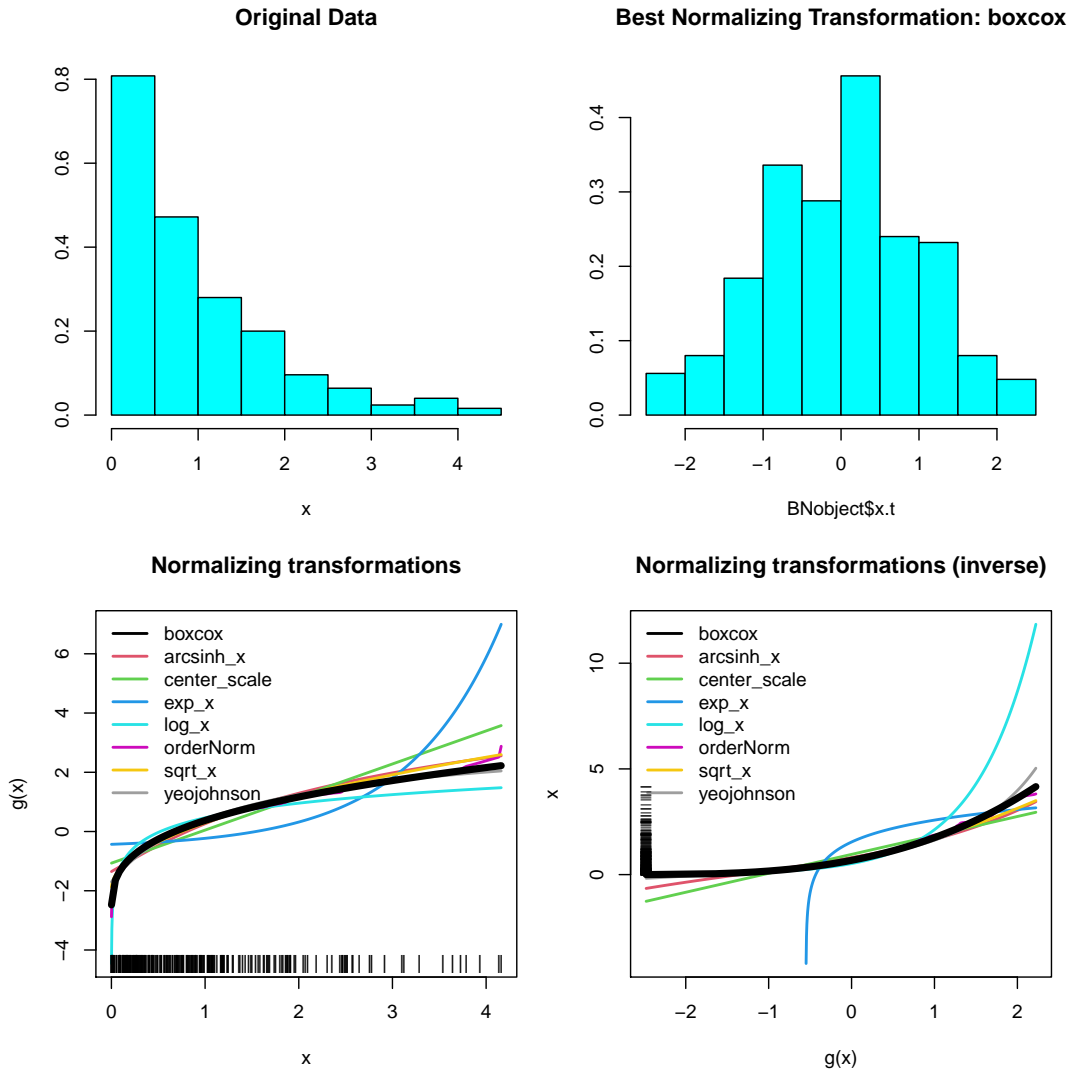 Original Data
0.0 0.2 0.4 0.6 0.8
0 1 2 3 4
x
Best Normalizing Transformation: boxcox
0.0 0.1 0.2 0.3 0.4
−2 −1 0 1 2
BNobject$x.t
Normalizing transformations
g(x)
−4 −2 0 2 4 6
boxcox
arcsinh_x
center_scale
exp_x
log_x
orderNorm
sqrt_x
yeojohnson
0 1 2 3 4
x
Normalizing transformations (inverse)
x
0 5 10
boxcox
arcsinh_x
center_scale
exp_x
log_x
orderNorm
sqrt_x
yeojohnson
−2 −1 0 1 2
g(x)